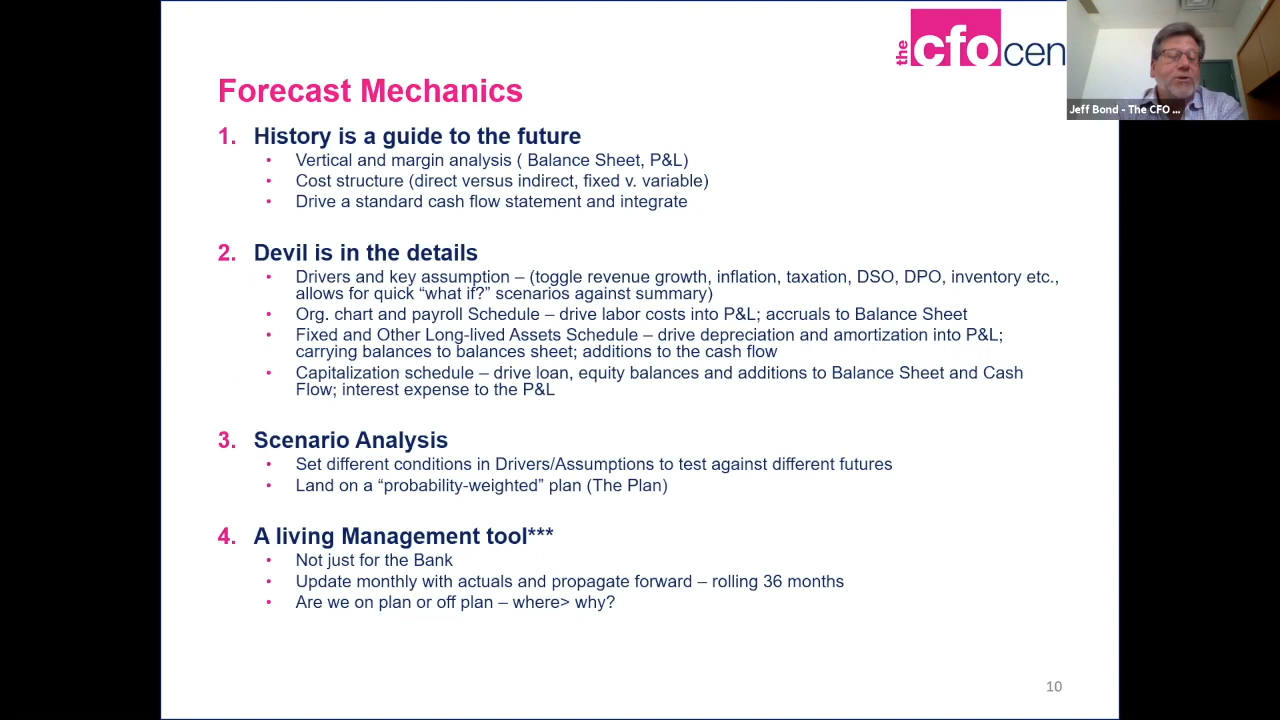 the cfo cen
Jeff Bond - The CFO ...
Forecast Mechanics
1. History is a guide to the future
• Vertical and margin analysis ( Balance Sheet, P&L)
• Cost structure (direct versus indirect, fixed v. variable)
• Drive a standard cash flow statement and integrate
2. Devil is in the details
• Drivers and key assumption – (toggle revenue growth, inflation, taxation, DSO, DPO, inventory etc.,
allows for quick “what if?” scenarios against summary)
• Org. chart and payroll Schedule – drive labor costs into P&L; accruals to Balance Sheet
• Fixed and Other Long-lived Assets Schedule – drive depreciation and amortization into P&L;
carrying balances to balances sheet; additions to the cash flow
• Capitalization schedule – drive loan, equity balances and additions to Balance Sheet and Cash
Flow; interest expense to the P&L
3. Scenario Analysis
• Set different conditions in Drivers/Assumptions to test against different futures
• Land on a “probability-weighted” plan (The Plan)
4. A living Management tool***
• Not just for the Bank
• Update monthly with actuals and propagate forward – rolling 36 months
• Are we on plan or off plan – where> why?
10